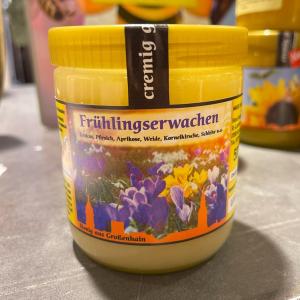 cremig g
Frühlingserwachen
Pfirsich, Aprikose, Weide, Kornelkirsche, Schlehe u.a.
Honig aus Großenhain